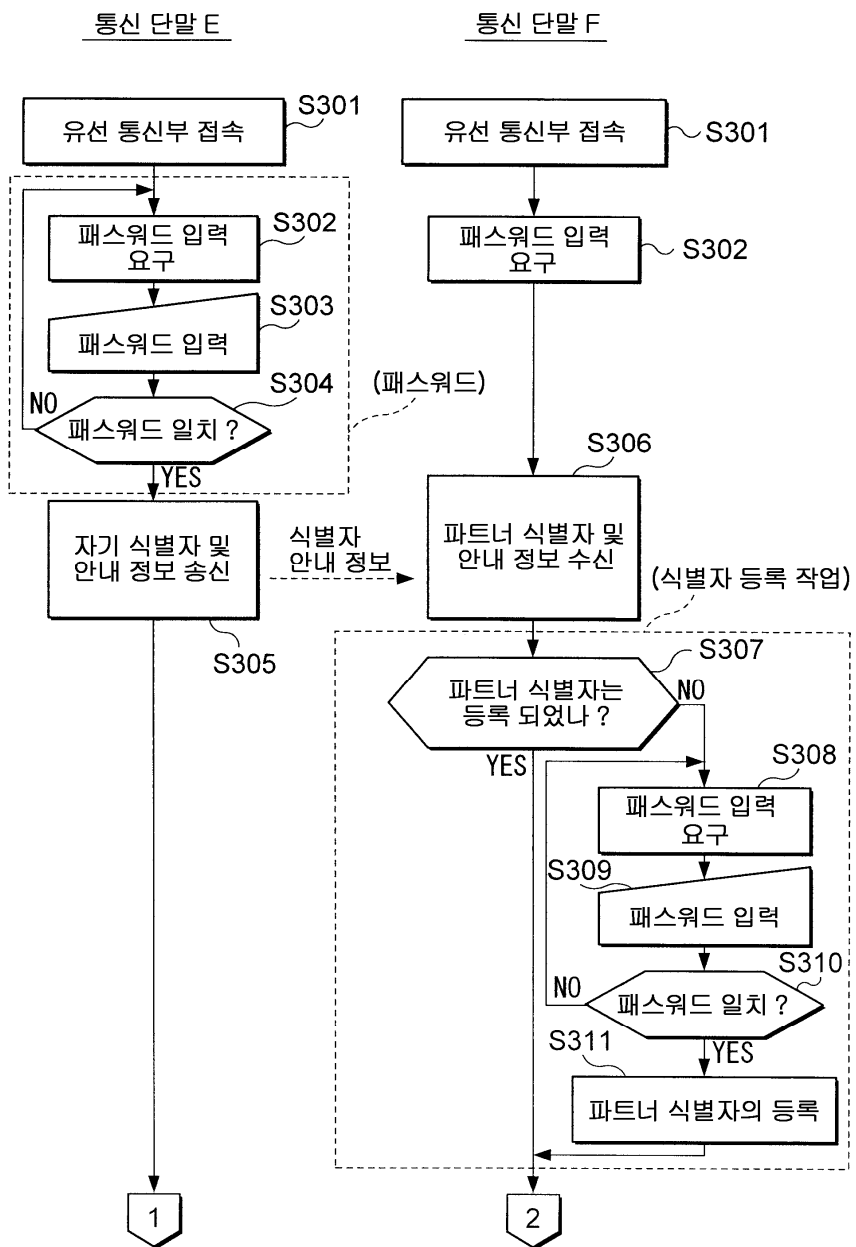 통신 단말 E
유선 통신부 접속
S301
패스워드 입력
요구
S302
패스워드 입력
S303
패스워드 일치 ?
S304
NO
YES
(패스워드)
자기 식별자 및
안내 정보 송신
S305
식별자
안내 정보
1
통신 단말 F
유선 통신부 접속
S301
패스워드 입력
요구
S302
S306
파트너 식별자 및
안내 정보 수신
(식별자 등록 작업)
S307
파트너 식별자는
등록 되었나 ?
NO
YES
S308
패스워드 입력
요구
S309
패스워드 입력
S310
패스워드 일치 ?
NO
YES
S311
파트너 식별자의 등록
2